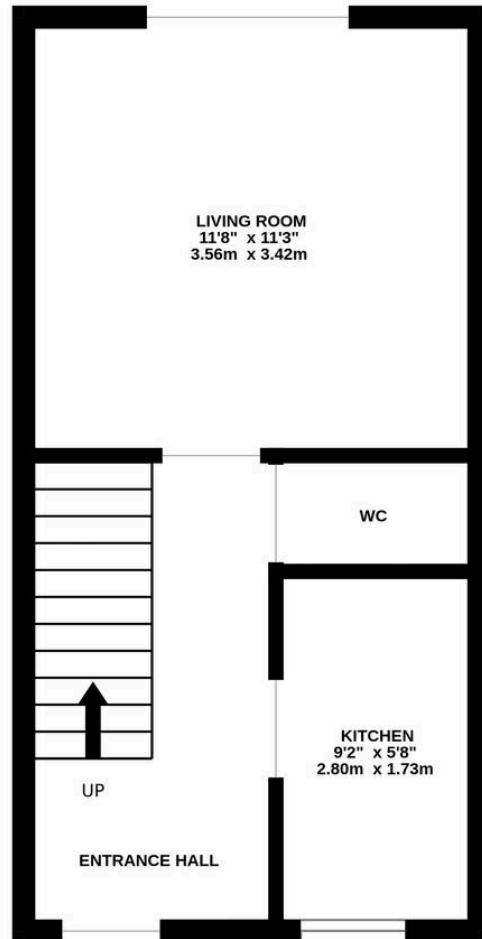 LIVING ROOM
11'8" x 11'3"
3.56m x 3.42m
WC
KITCHEN
9'2" x 5'8"
2.80m x 1.73m
UP
ENTRANCE HALL